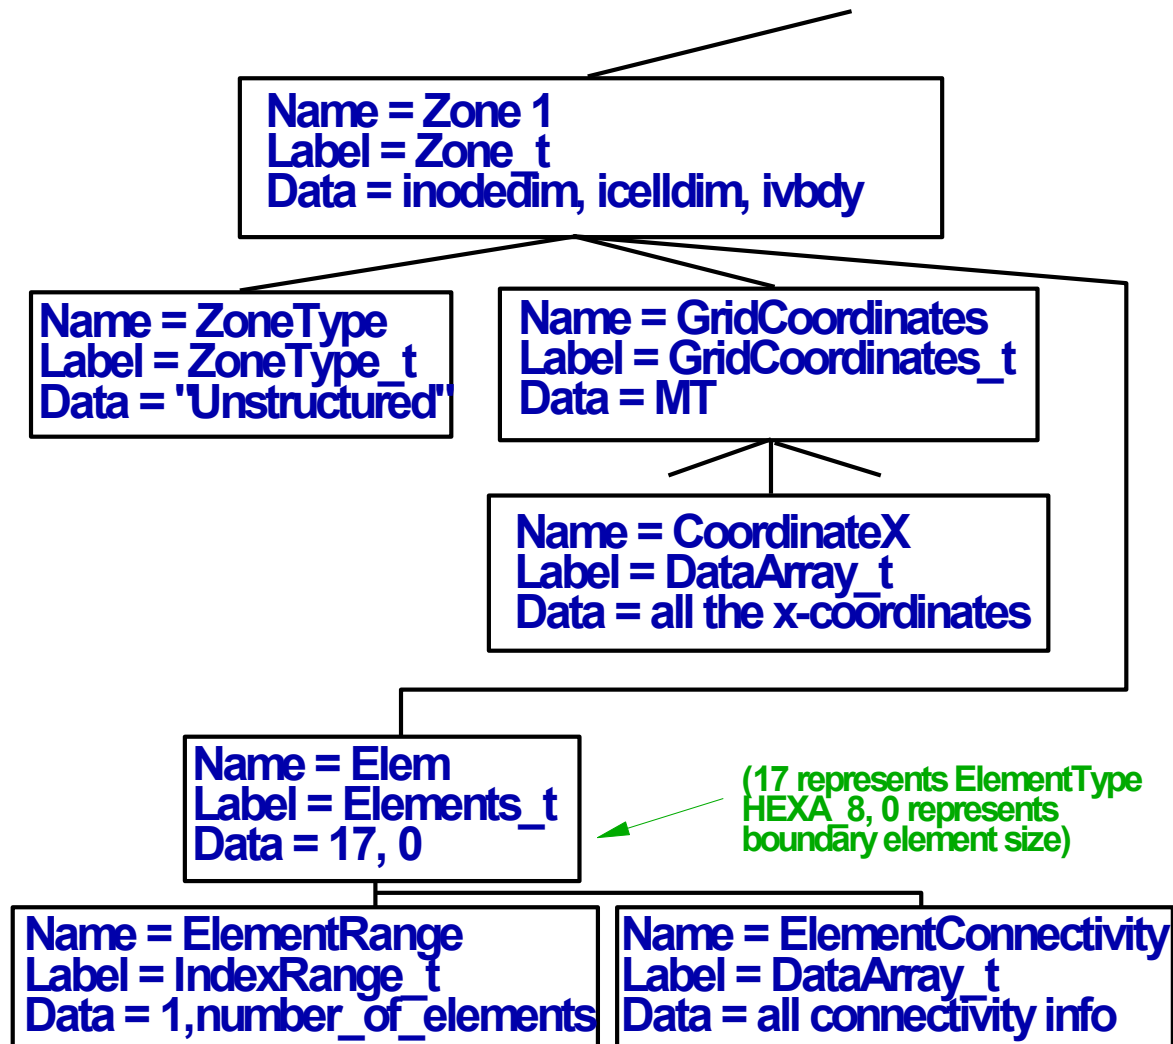 Name = Zone 1
Label = Zone_t
Data = inodedim, icelldim, ivbdy
Name = ZoneType
Label = ZoneType_t
Data = "Unstructured"
Name = GridCoordinates
Label = GridCoordinates_t
Data = MT
Name = CoordinateX
Label = DataArray_t
Data = all the x-coordinates
Name = Elem
Label = Elements_t
Data = 17, 0
(17 represents ElementType
HEXA_8, 0 represents
boundary element size)
Name = ElementRange
Label = IndexRange_t
Data = 1,number_of_elements
Name = ElementConnectivity
Label = DataArray_t
Data = all connectivity info